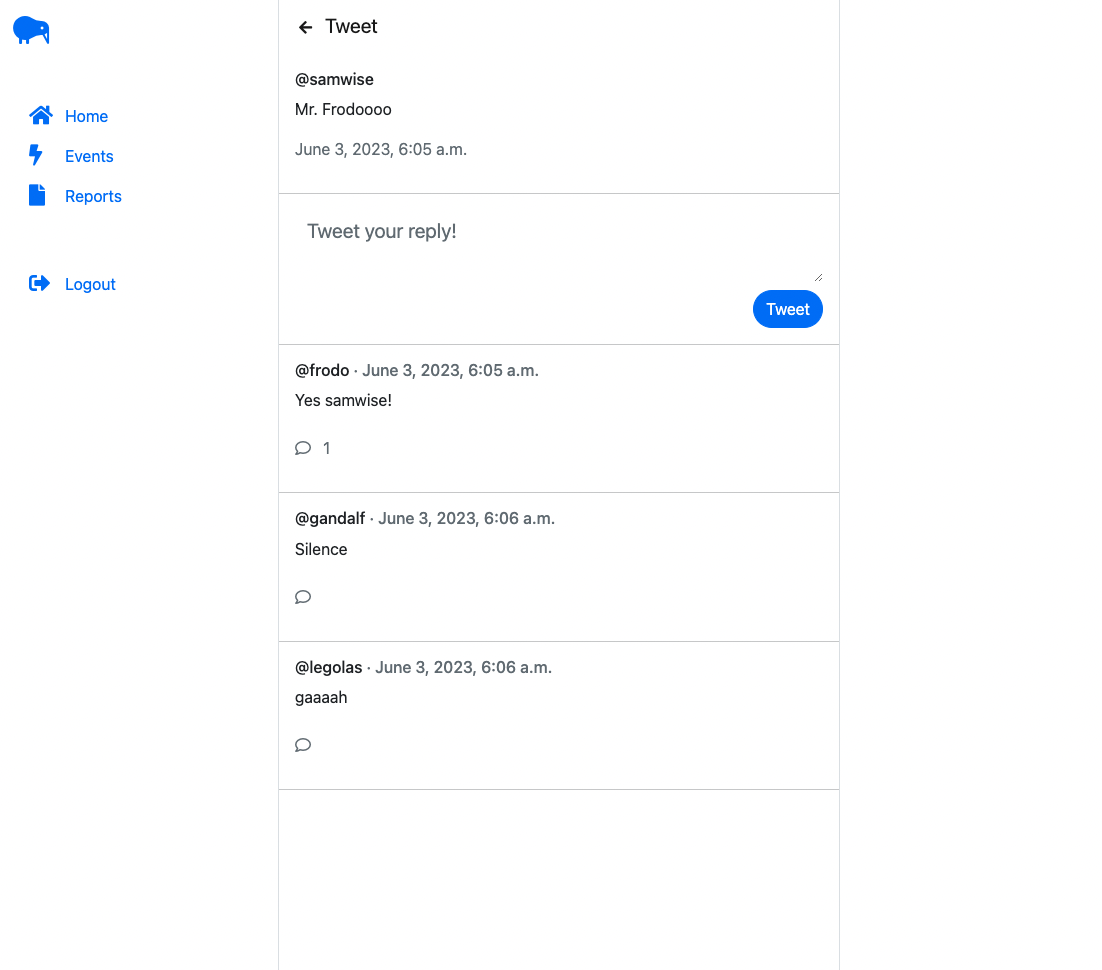 Tweet
Home
Events
Reports
Logout
@samwise
Mr. Frodoooo
June 3, 2023, 6:05 a.m.
Tweet your reply!
Tweet
@frodo · June 3, 2023, 6:05 a.m.
Yes samwise!
1
@gandalf · June 3, 2023, 6:06 a.m.
Silence
@legolas · June 3, 2023, 6:06 a.m.
gaaaah